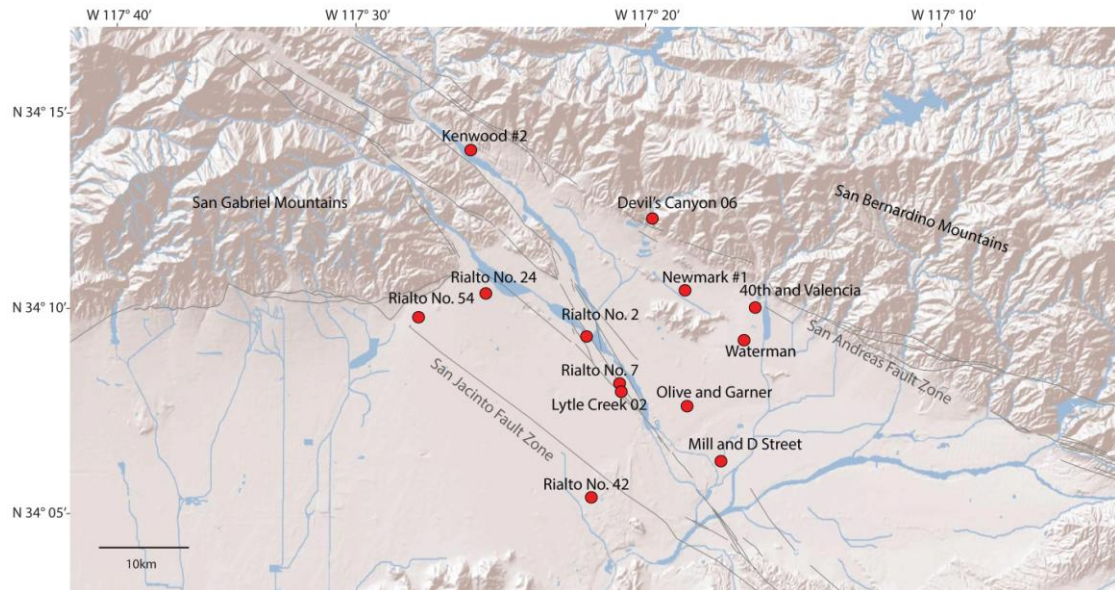 W 117°40'
W 117°30'
W 117°20'
W 117°10'
N 34°15'
Kenwood #2
San Gabriel Mountains
Devil's Canyon 06
San Bernardino Mountains
Rialto No. 24
Newmark #1
40th and Valencia
N 34°10'
Rialto No. 54
Rialto No. 2
Waterman
San Andreas Fault Zone
Rialto No. 7
Lytle Creek 02
Olive and Garner
San Jacinto Fault Zone
Mill and D Street
Rialto No. 42
N 34°05'
10km